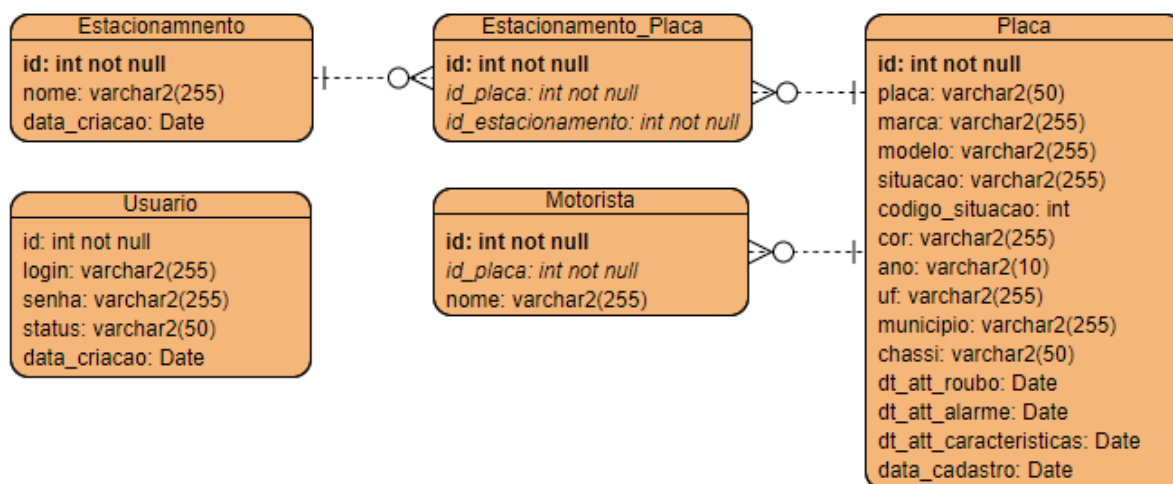 Estacionamnento
id: int not null
nome: varchar2(255)
data_criacao: Date
Estacionamento_Placa
id: int not null
id_placa: int not null
id_estacionamento: int not null
Placa
id: int not null
placa: varchar2(50)
marca: varchar2(255)
modelo: varchar2(255)
situacao: varchar2(255)
codigo_situacao: int
cor: varchar2(255)
ano: varchar2(10)
uf: varchar2(255)
municipio: varchar2(255)
chassi: varchar2(50)
dt_att_roubo: Date
dt_att_alarme: Date
dt_att_caracteristicas: Date
data_cadastro: Date
Usuario
id: int not null
login: varchar2(255)
senha: varchar2(255)
status: varchar2(50)
data_criacao: Date
Motorista
id: int not null
id_placa: int not null
nome: varchar2(255)